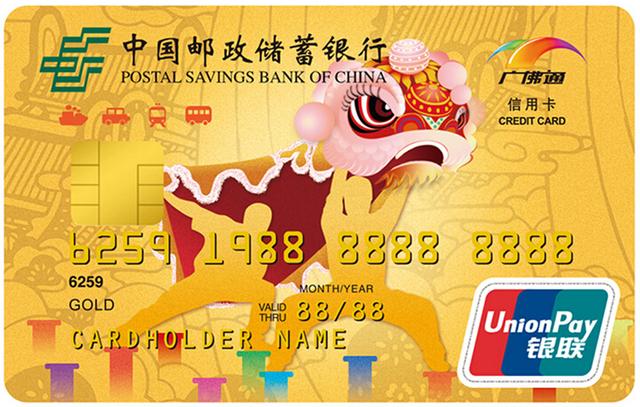 中国邮政储蓄银行
POSTAL SAVINGS BANK OF CHINA
广佛通
信用卡
CREDIT CARD
6259 1988 8888 8888
6259
GOLD
MONTH/YEAR
VALID THRU 88/88
CARDHOLDER NAME
UnionPay
银联